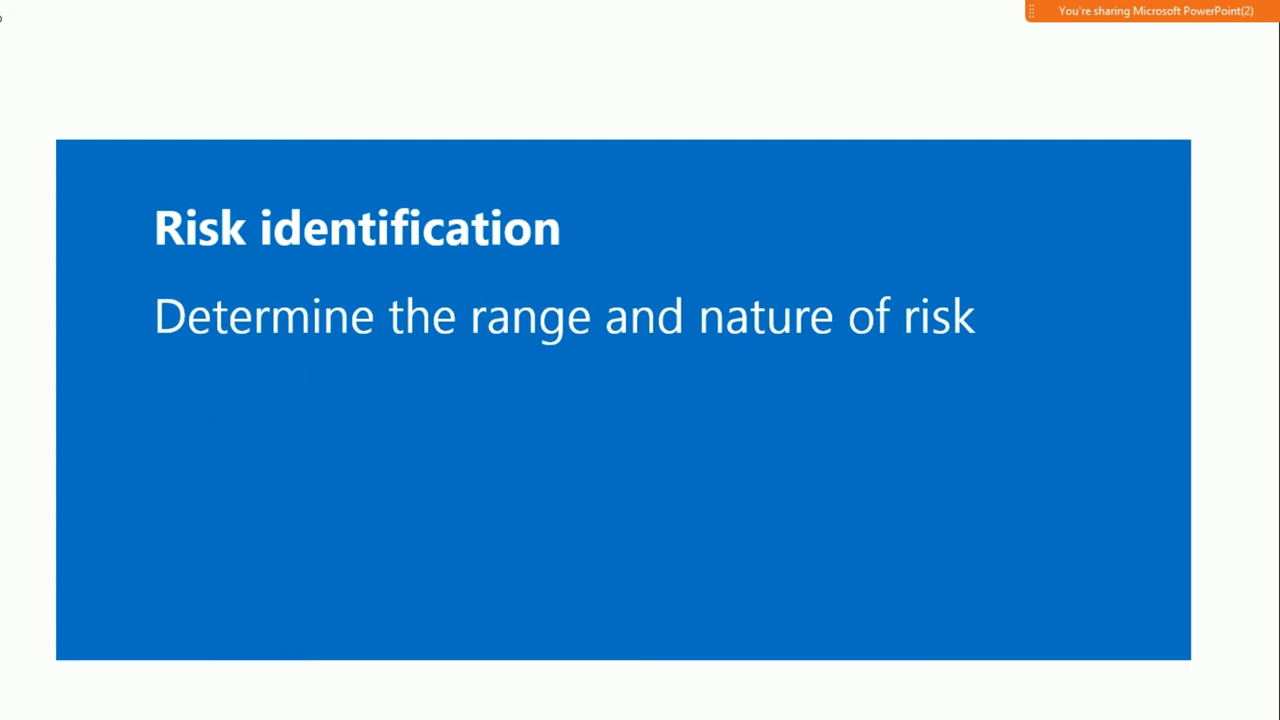 You're sharing Microsoft PowerPoint(2)
Risk identification
Determine the range and nature of risk